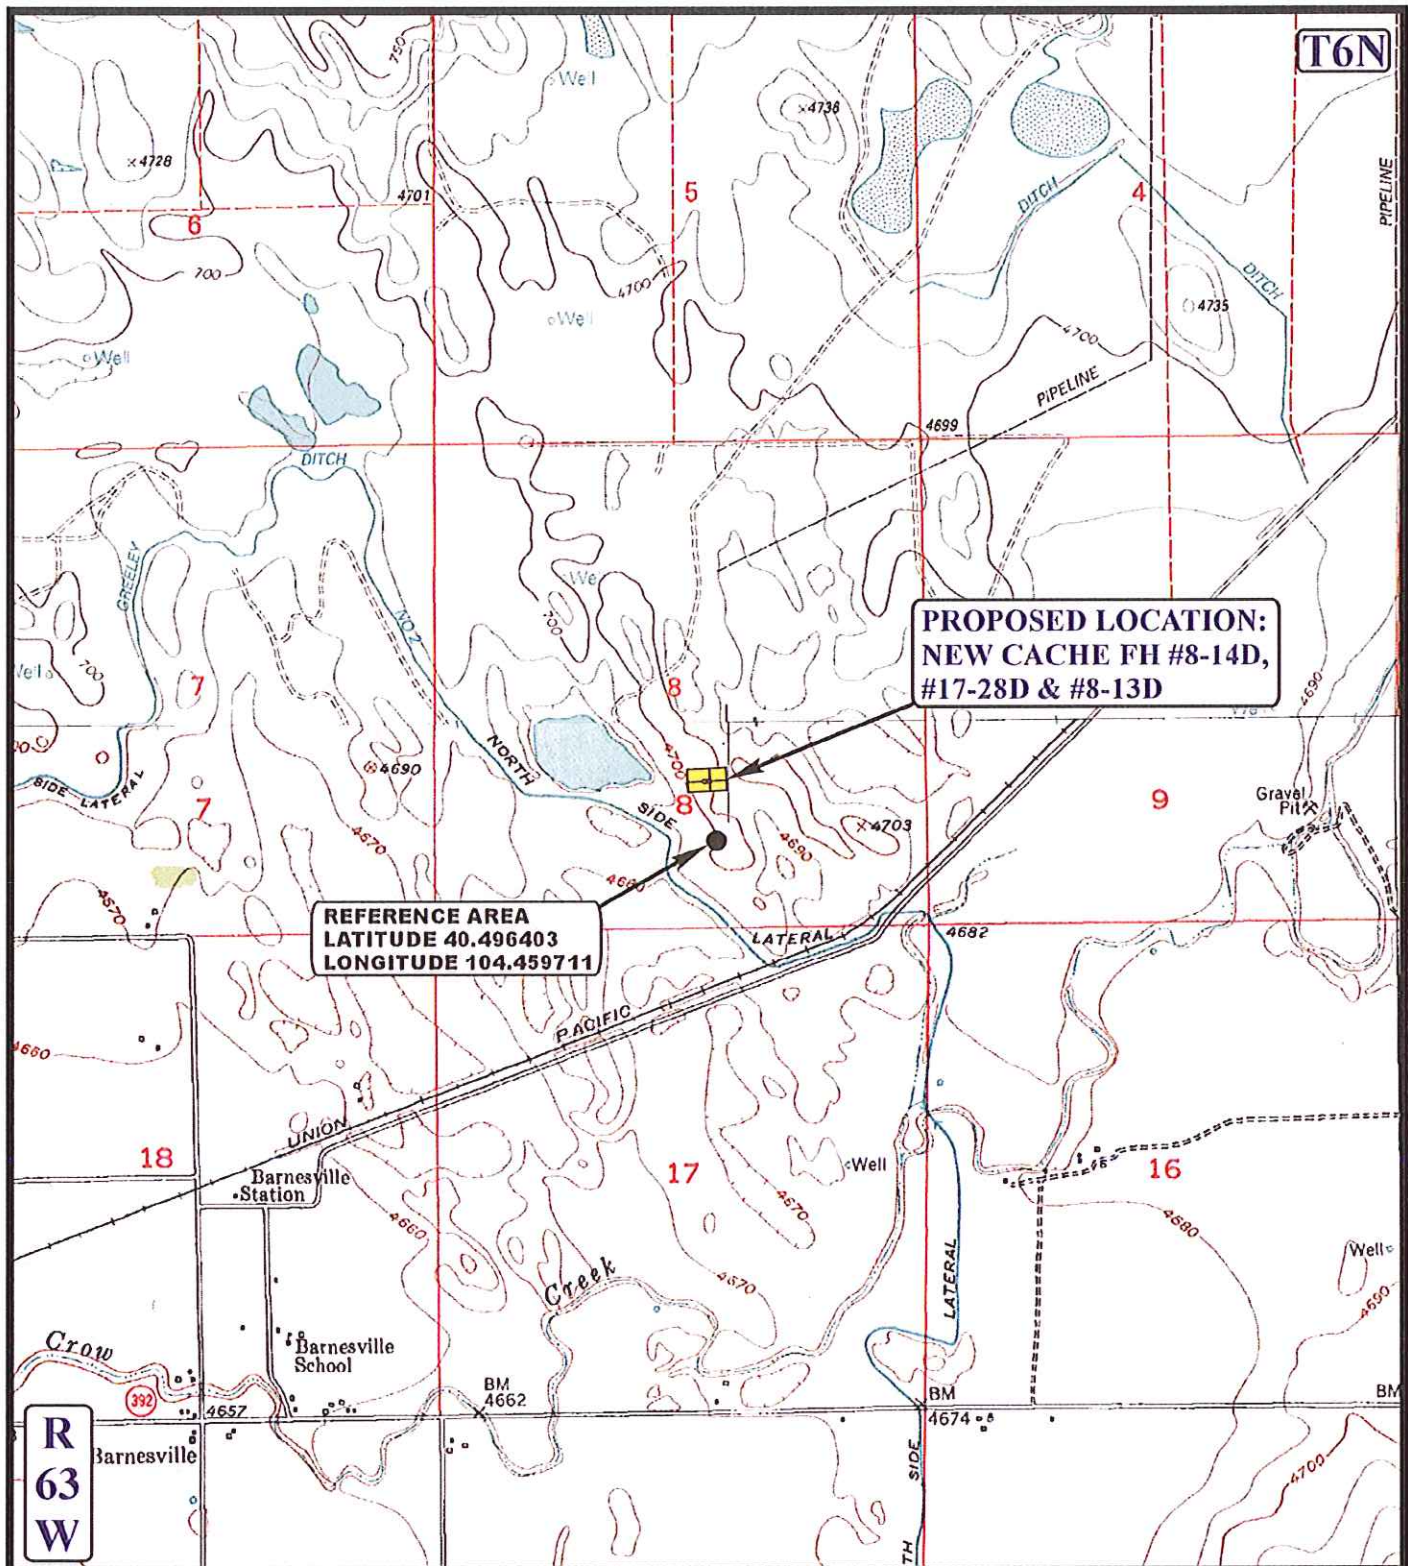 T6N
750
Well
×4736
×4728
4701
5
DITCH
4
PIPELINE
6
700
4700
DITCH
4735
Well
Well
4700
PIPELINE
4699
DITCH
GREELEY
NO 2
700
PROPOSED LOCATION:
NEW CACHE FH #8-14D,
#17-28D & #8-13D
700
7
8
4690
NORTH
4700
SIDE LATERAL
4690
7
SIDE
8
4703
9
Gravel
Pit
4670
4690
4660
4670
REFERENCE AREA
LATITUDE 40.496403
LONGITUDE 104.459711
LATERAL
4682
PACIFIC
4660
UNION
18
Barnesville
Station
17
Well
16
4670
4660
4680
LATERAL
Well
Creek
4670
4690
Crow
Barnesville
School
392
BM
4662
BM
BM
4657
4674
R
63
W
Barnesville
SIDE
4700
TH